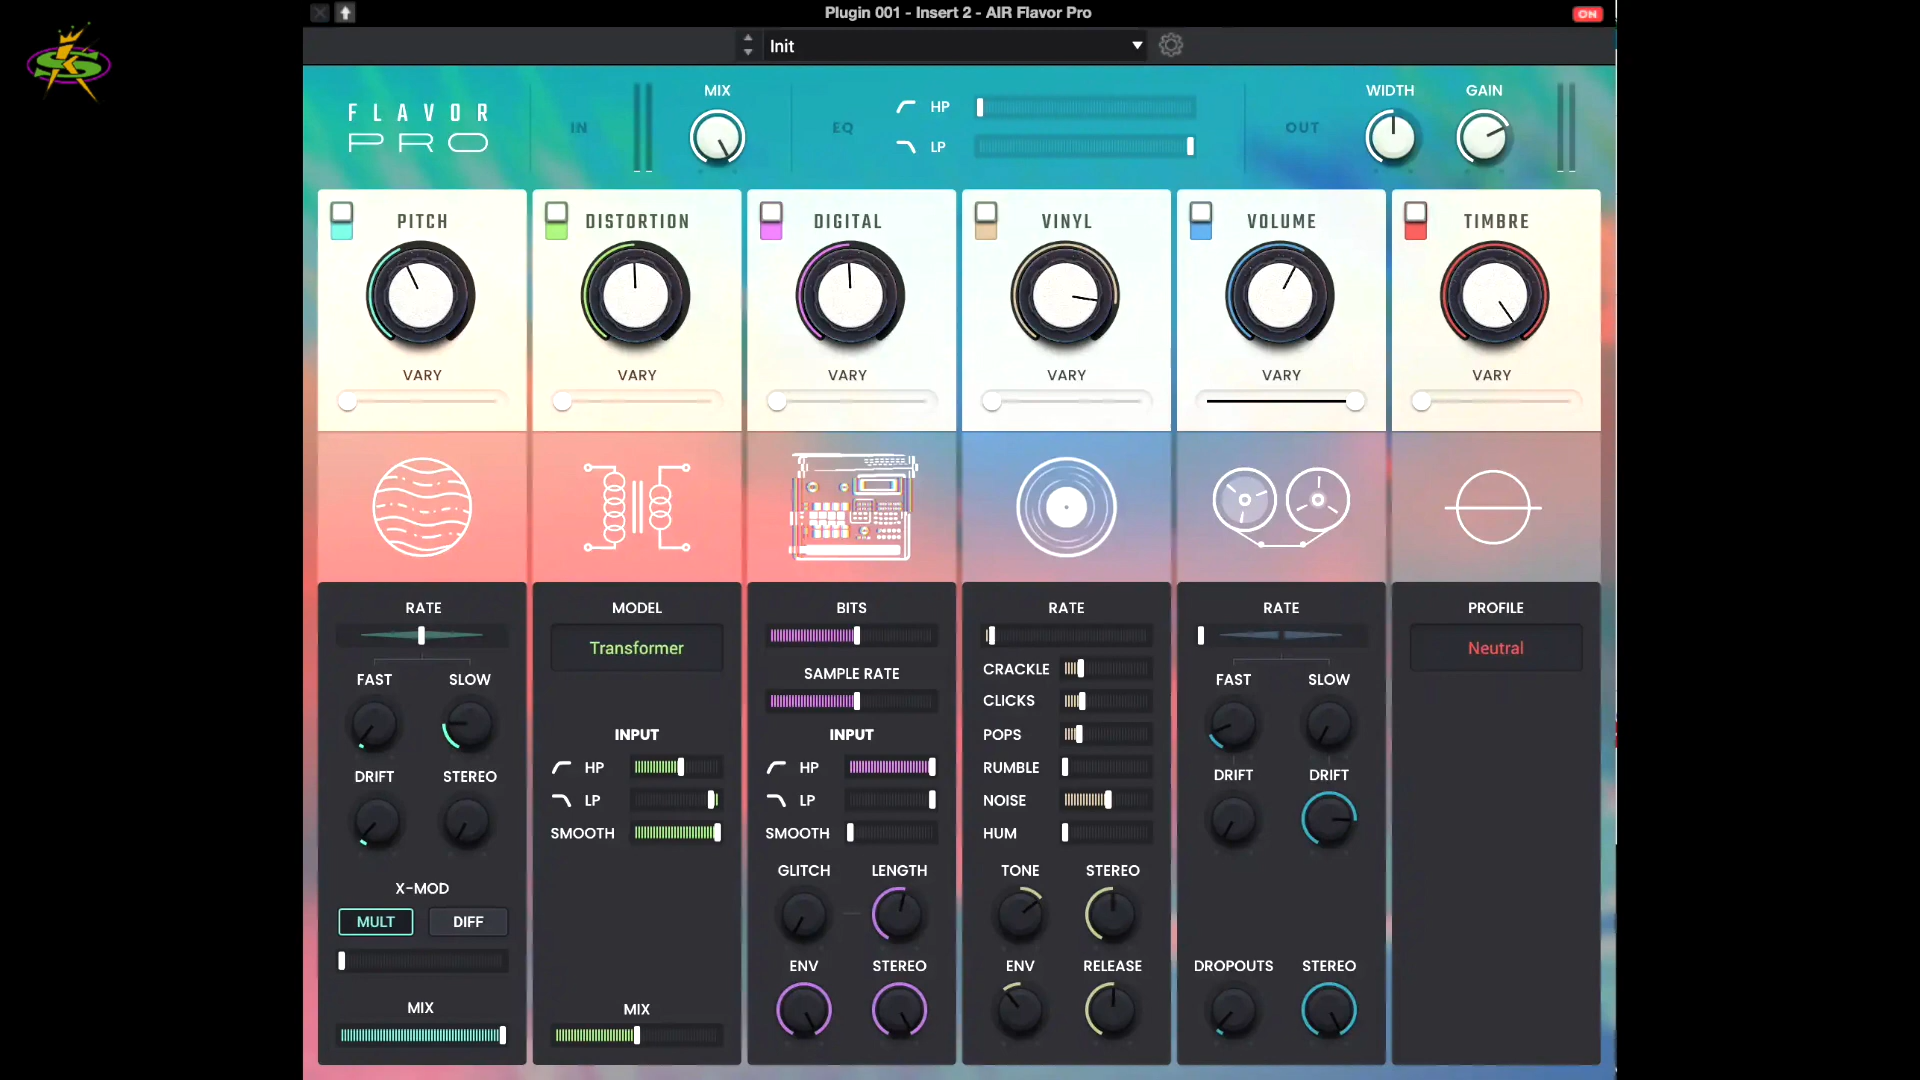 Plugin 001 - Insert 2 - AIR Flavor Pro
ON
Init
FLAVOR
PRO
IN
MIX
EQ
HP
LP
OUT
WIDTH
GAIN
PITCH
DISTORTION
DIGITAL
VINYL
VOLUME
TIMBRE
VARY
VARY
VARY
VARY
VARY
VARY
RATE
FAST
SLOW
DRIFT
STEREO
X-MOD
MULT
DIFF
MIX
MODEL
Transformer
INPUT
HP
LP
SMOOTH
MIX
BITS
SAMPLE RATE
INPUT
HP
LP
SMOOTH
GLITCH
LENGTH
ENV
STEREO
RATE
CRACKLE
CLICKS
POPS
RUMBLE
NOISE
HUM
TONE
STEREO
ENV
RELEASE
RATE
FAST
SLOW
DRIFT
DRIFT
DROPOUTS
STEREO
PROFILE
Neutral